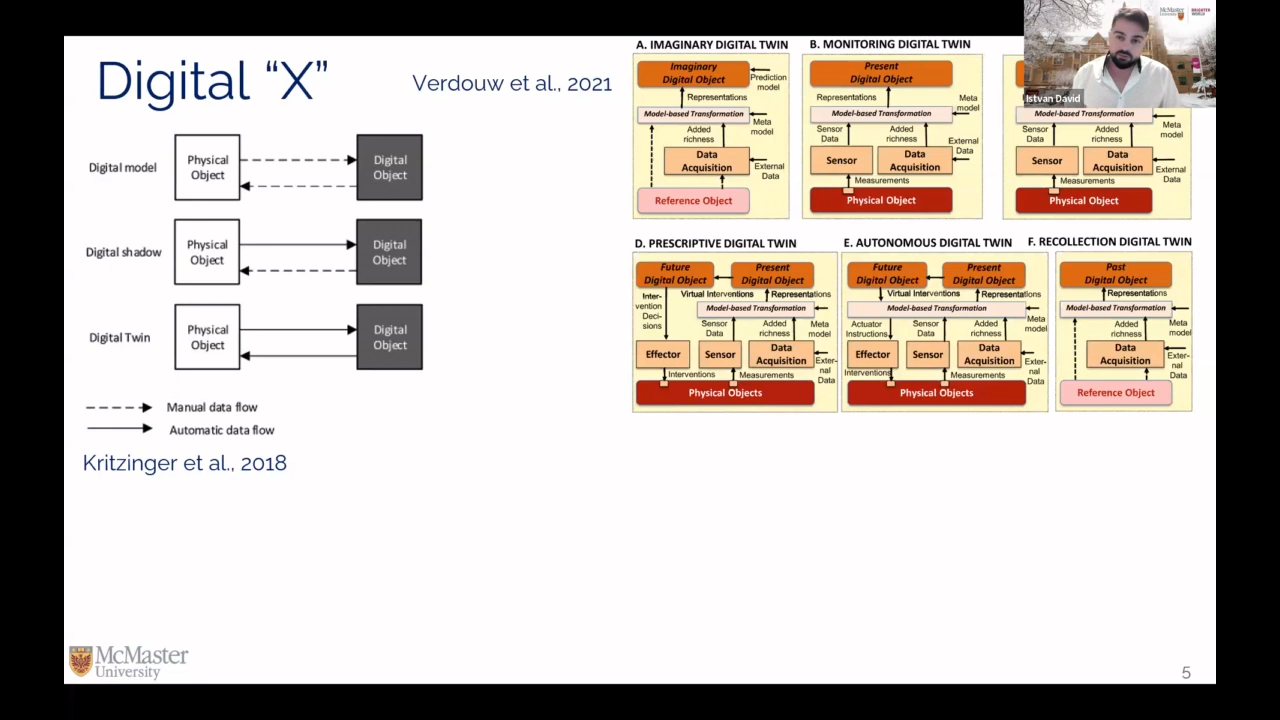 Digital “X”
Verdouw et al., 2021
Digital model
Physical
Object
Digital
Object
Digital shadow
Physical
Object
Digital
Object
Digital Twin
Physical
Object
Digital
Object
Manual data flow
Automatic data flow
Kritzinger et al., 2018
A. IMAGINARY DIGITAL TWIN
Imaginary
Digital Object
Prediction
model
Representations
Model-based Transformation
Meta
model
Added
richness
Data
Acquisition
External
Data
Reference Object
B. MONITORING DIGITAL TWIN
Present
Digital Object
Representations
Meta
model
Model-based Transformation
Sensor
Data
Added
richness
External
Data
Sensor
Data
Acquisition
Measurements
Physical Object
McMaster
University
BRIGHTER
WORLD
Istvan David
Model-based Transformation
Meta
model
Sensor
Data
Added
richness
Sensor
Data
Acquisition
External
Data
Measurements
Physical Object
D. PRESCRIPTIVE DIGITAL TWIN
Future
Digital Object
Present
Digital Object
Inter-
vention
Deci-
sions
Virtual Interventions
Representations
Model-based Transformation
Sensor
Data
Added
richness
Meta
model
Effector
Sensor
Data
Acquisition
Exter-
nal
Data
Interventions
Measurements
Physical Objects
E. AUTONOMOUS DIGITAL TWIN
Future
Digital Object
Present
Digital Object
Virtual Interventions
Representations
Model-based Transformation
Actuator
Instructions
Sensor
Data
Added
richness
Meta
model
Effector
Sensor
Data
Acquisition
Exter-
nal
Data
Interventions
Measurements
Physical Objects
F. RECOLLECTION DIGITAL TWIN
Past
Digital Object
Representations
Model-based Transformation
Added
richness
Meta
model
Data
Acquisition
Exter-
nal
Data
Reference Object
McMaster
University
5